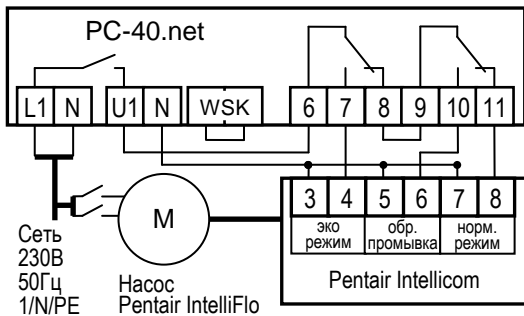 PC-40.net
L1 N U1 N WSK 6 7 8 9 10 11
3 4 5 6 7 8
эко режим
обр. промывка
норм. режим
Pentair Intellicom
M
Сеть
230В
50Гц
1/N/PE
Насос
Pentair IntelliFlo